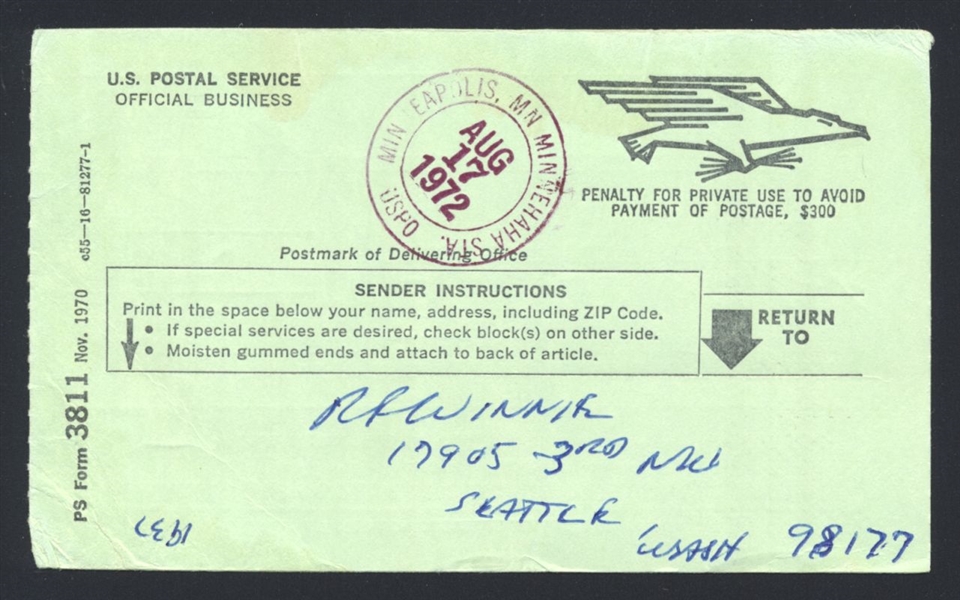 U.S. POSTAL SERVICE
OFFICIAL BUSINESS
MINNEAPOLIS, MN MINNEHAHA STA. USPO
AUG
17
1972
PENALTY FOR PRIVATE USE TO AVOID
PAYMENT OF POSTAGE, $300
Postmark of Delivering Office
SENDER INSTRUCTIONS
Print in the space below your name, address, including ZIP Code.
• If special services are desired, check block(s) on other side.
• Moisten gummed ends and attach to back of article.
RETURN
TO
PS Form 3811 Nov. 1970 c55—16—81277-1
RF WINNIE
17905 3RD NW
SEATTLE
WASH 98177
1937